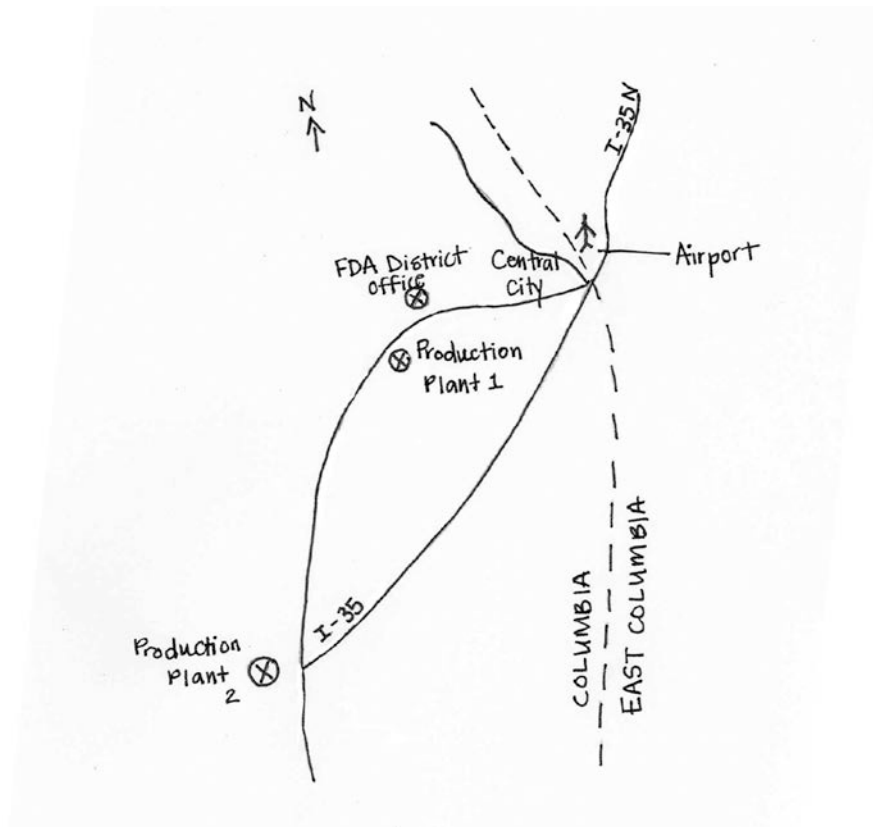 N
I-35N
Airport
FDA District
office
Central
City
Production
Plant 1
I-35
Production
Plant
2
COLUMBIA
EAST COLUMBIA